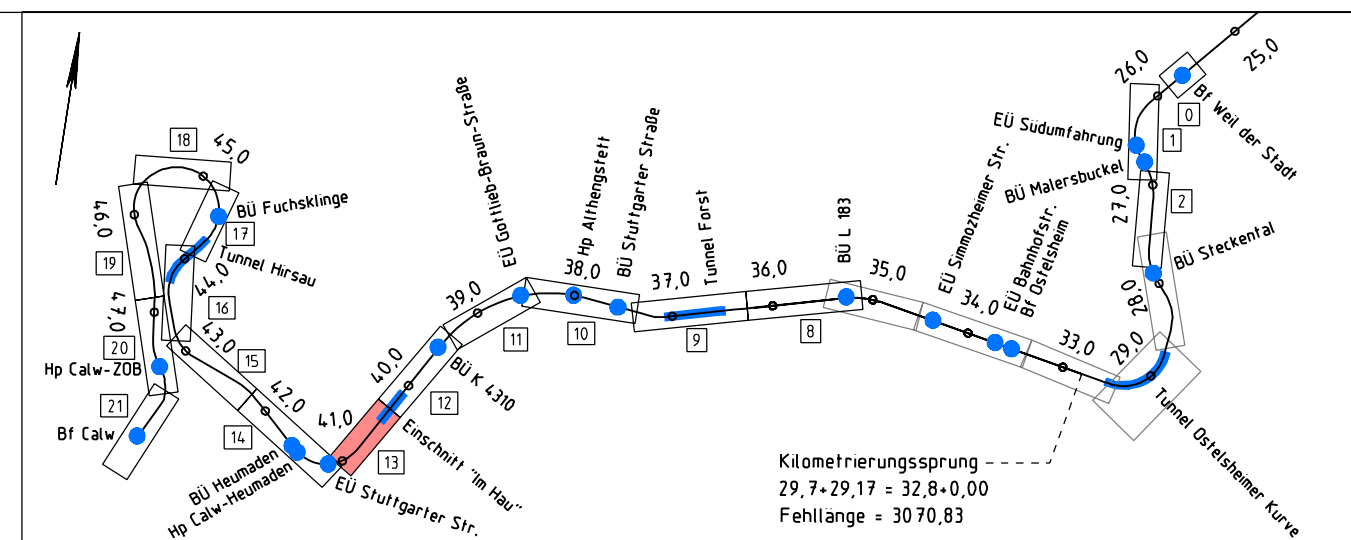 25,0
26,0
Bf Weil der Stadt
0
1
EÜ Südumfahrung
BÜ Malersbuckel
27,0
2
BÜ Steckental
28,0
29,0
Tunnel Ostelsheimer Kurve
33,0
EÜ Bahnhofstr.
Bf Ostelsheim
34,0
EÜ Simmozheimer Str.
35,0
BÜ L 183
8
36,0
Tunnel Forst
37,0
9
BÜ Stuttgarter Straße
Hp Althengstett
38,0
10
EÜ Gottlieb-Braun-Straße
39,0
11
BÜ K 4310
40,0
12
Einschnitt "Im Hau"
41,0
13
EÜ Stuttgarter Str.
BÜ Heumaden
Hp Calw-Heumaden
42,0
14
15
43,0
16
44,0
Tunnel Hirsau
17
BÜ Fuchsklinge
45,0
18
46,0
19
47,0
20
Hp Calw-ZOB
21
Bf Calw
Kilometrierungssprung
29,7+29,17 = 32,8+0,00
Fehllänge = 3070,83